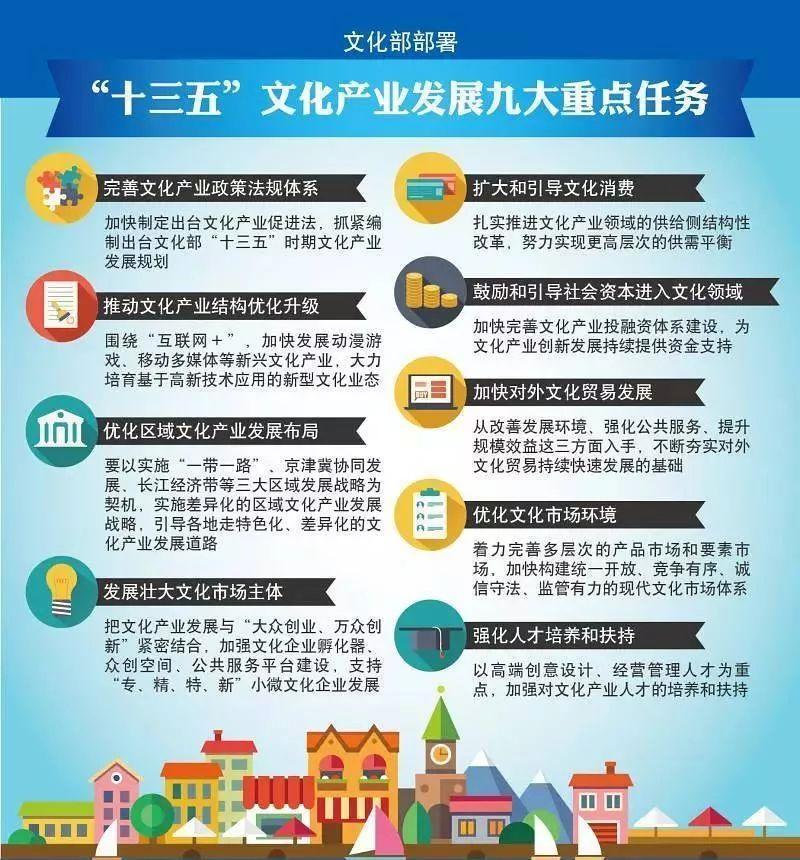 文化部部署
“十三五”文化产业发展九大重点任务
完善文化产业政策法规体系
加快制定出台文化产业促进法，抓紧编
制出台文化部“十三五”时期文化产业
发展规划
推动文化产业结构优化升级
围绕“互联网＋”，加快发展动漫游
戏、移动多媒体等新兴文化产业，大力
培育基于高新技术应用的新型文化业态
优化区域文化产业发展布局
要以实施“一带一路”、京津冀协同发
展、长江经济带等三大区域发展战略为
契机，实施差异化的区域文化产业发展
战略，引导各地走特色化、差异化的文
化产业发展道路
发展壮大文化市场主体
把文化产业发展与“大众创业、万众创
新”紧密结合，加强文化企业孵化器、
众创空间、公共服务平台建设，支持
“专、精、特、新”小微文化企业发展
扩大和引导文化消费
扎实推进文化产业领域的供给侧结构性
改革，努力实现更高层次的供需平衡
鼓励和引导社会资本进入文化领域
加快完善文化产业投融资体系建设，为
文化产业创新发展持续提供资金支持
加快对外文化贸易发展
从改善发展环境、强化公共服务、提升
规模效益这三方面入手，不断夯实对外
文化贸易持续快速发展的基础
优化文化市场环境
着力完善多层次的产品市场和要素市
场，加快构建统一开放、竞争有序、诚
信守法、监管有力的现代文化市场体系
强化人才培养和扶持
以高端创意设计、经营管理人才为重
点，加强对文化产业人才的培养和扶持